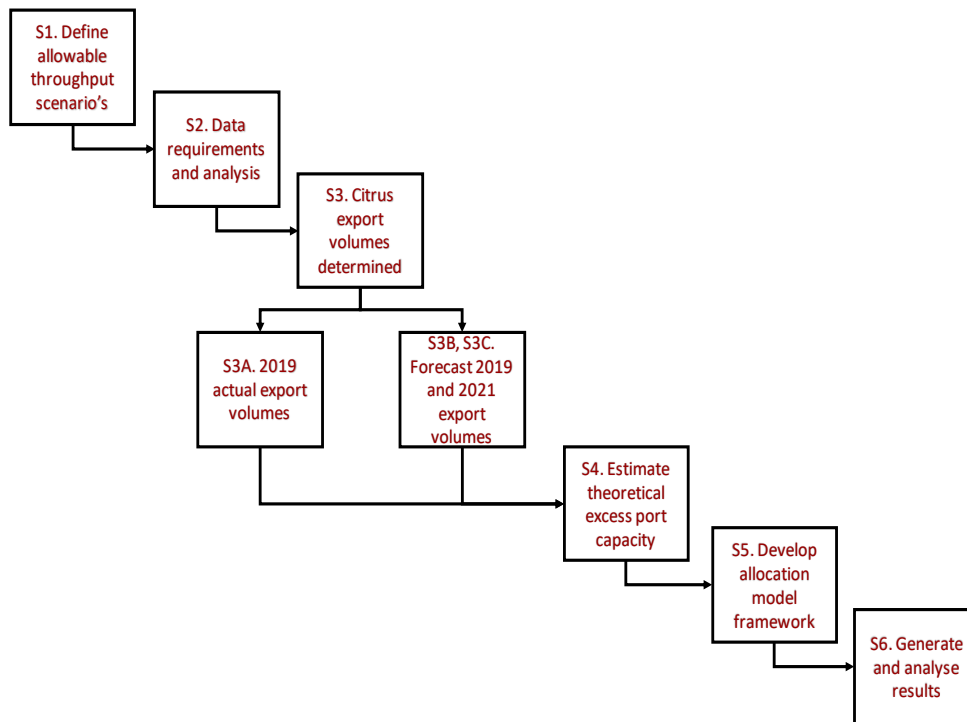 S1. Define
allowable
throughput
scenario's
S2. Data
requirements
and analysis
S3. Citrus
export
volumes
determined
S3A. 2019
actual export
volumes
S3B, S3C.
Forecast 2019
and 2021
export
volumes
S4. Estimate
theoretical
excess port
capacity
S5. Develop
allocation
model
framework
S6. Generate
and analyse
results